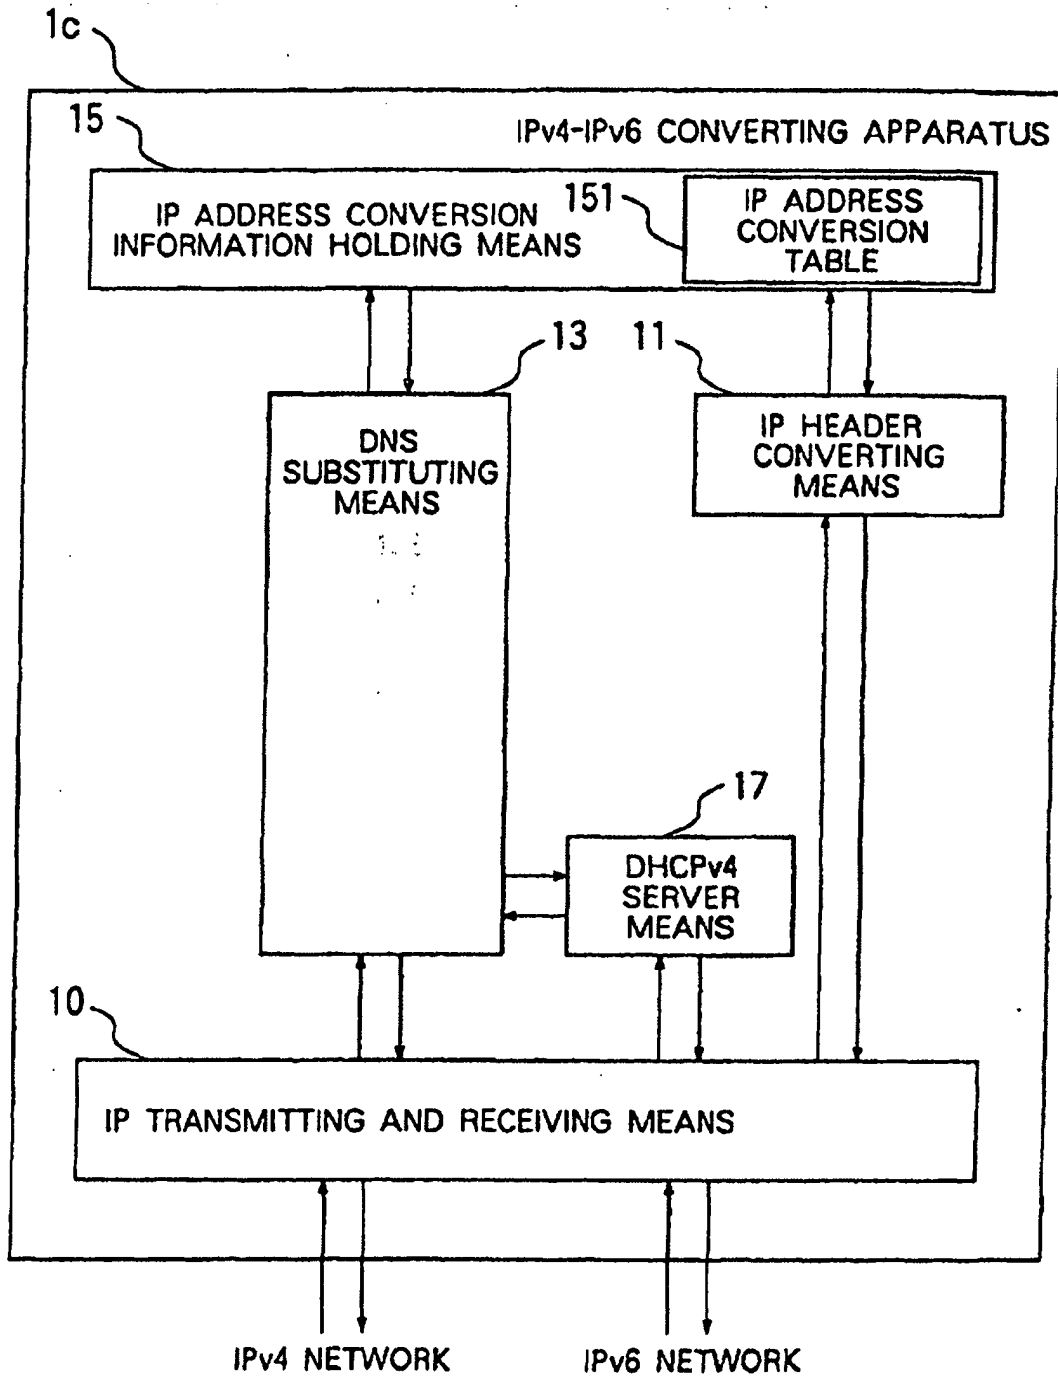 1c
15
IPv4-IPv6 CONVERTING APPARATUS
IP ADDRESS CONVERSION
INFORMATION HOLDING MEANS
151
IP ADDRESS
CONVERSION
TABLE
13
11
DNS
SUBSTITUTING
MEANS
IP HEADER
CONVERTING
MEANS
17
DHCPv4
SERVER
MEANS
10
IP TRANSMITTING AND RECEIVING MEANS
IPv4 NETWORK
IPv6 NETWORK